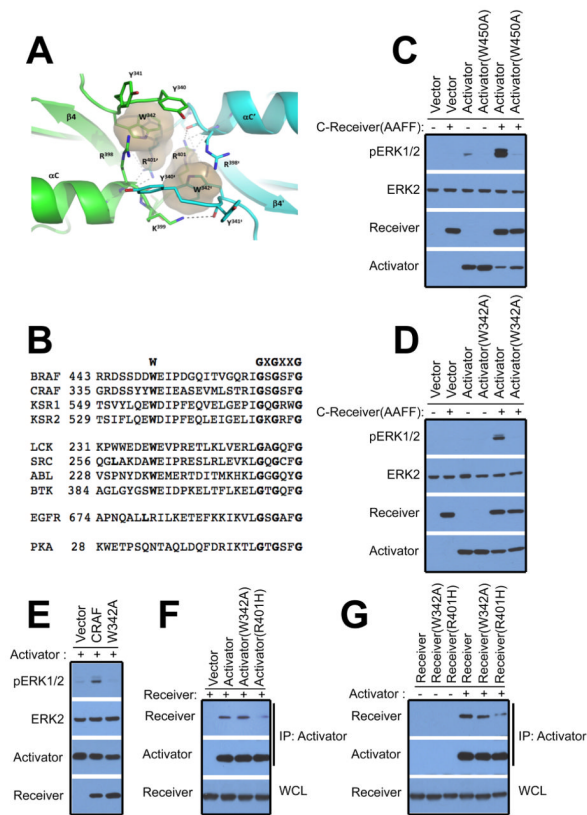 A
Y341
Y340
β4
W342
αC'
R398
R401'
R401
R398'
αC
Y340'
W342'
β4'
K399
Y341'
B
W GXGXXG
BRAF 443 RRDSSDDWEIPDGQITVGQRIGSGSFG
CRAF 335 GRDSSYYWEIEASEVMLSTRIGSGSFG
KSR1 549 TSVYLQEWDIPFEQVELGEPIGQGRWG
KSR2 529 TSIFLQEWDIPFEQLEIGELIGKGRFG
LCK 231 KPWWEDEWEVPRETLKLVERLGAGQFG
SRC 256 QGLAKDAWEIPRESLRLEVKLGQGCFG
ABL 228 VSPNYDKWEMERTDITMKHKLGGGQYG
BTK 384 AGLGYGSWEIDPKELTFLKELGTGQFG
EGFR 674 APNQALLRILKETEFKKIKVLGSGAFG
PKA 28 KWETPSQNTAQLDQFDRIKTLGTGSFG
C
Vector
Vector
Activator
Activator(W450A)
Activator
Activator(W450A)
C-Receiver(AAFF): - + - - + +
pERK1/2
ERK2
Receiver
Activator
D
Vector
Vector
Activator
Activator(W342A)
Activator
Activator(W342A)
C-Receiver(AAFF): - + - - + +
pERK1/2
ERK2
Receiver
Activator
E
Vector
CRAF
W342A
Activator : + + +
pERK1/2
ERK2
Activator
Receiver
F
Vector
Activator
Activator(W342A)
Activator(R401H)
Receiver: + + + +
Receiver
Activator
IP: Activator
Receiver
WCL
G
Receiver
Receiver(W342A)
Receiver(R401H)
Receiver
Receiver(W342A)
Receiver(R401H)
Activator : - - - + + +
Receiver
Activator
IP: Activator
Receiver
WCL